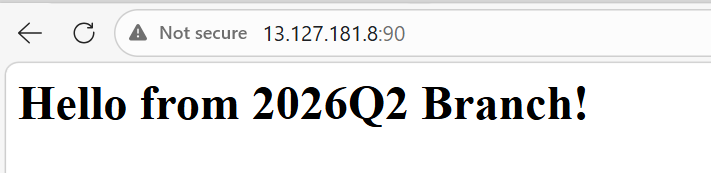 Not secure 13.127.181.8:90
Hello from 2026Q2 Branch!